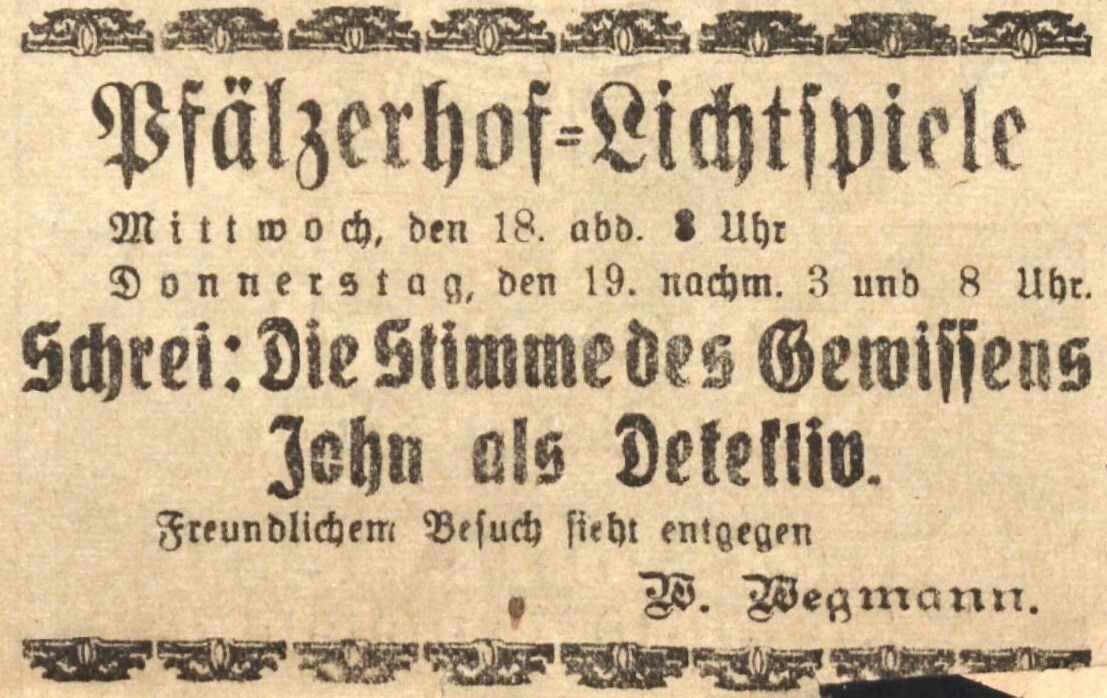 Pfälzerhof-Lichtspiele
Mittwoch, den 18. abd. 8 Uhr
Donnerstag, den 19. nachm. 3 und 8 Uhr.
Schrei: Die Stimme des Gewissens
John als Detektiv.
Freundlichem Besuch sieht entgegen
W. Wegmann.